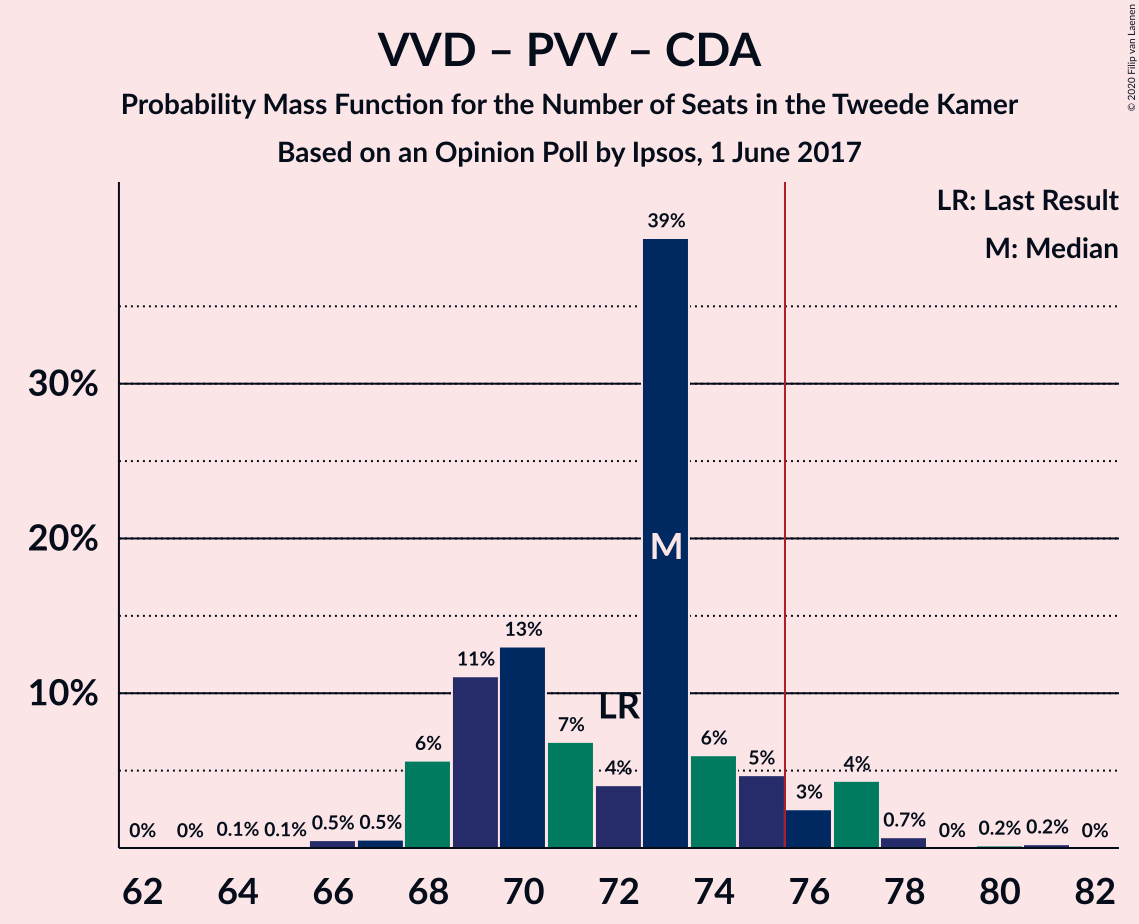 VVD – PVV – CDA
Probability Mass Function for the Number of Seats in the Tweede Kamer
Based on an Opinion Poll by Ipsos, 1 June 2017
© 2020 Filip van Laenen
LR: Last Result
M: Median
30%
20%
10%
0%
0%
0.1%
0.1%
0.5%
0.5%
6%
11%
13%
7%
4%
LR
39%
M
6%
5%
3%
4%
0.7%
0%
0.2%
0.2%
0%
62 64 66 68 70 72 74 76 78 80 82